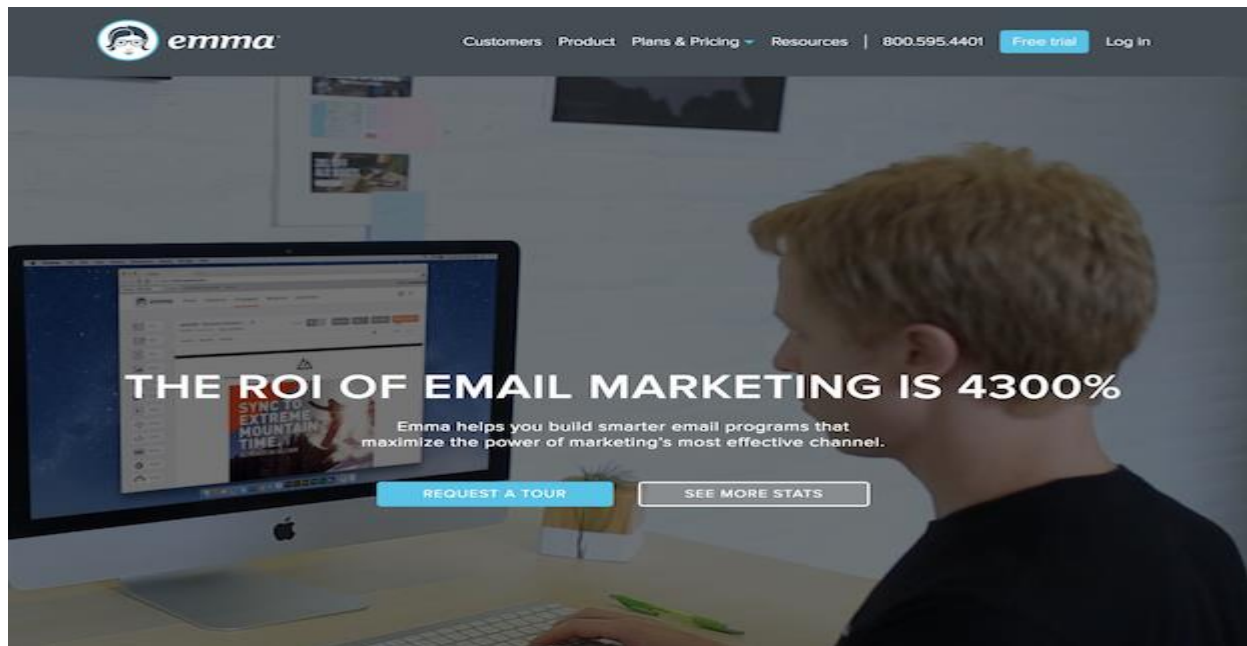 emma
Customers Product Plans & Pricing Resources | 800.595.4401 Free trial Log in
THE ROI OF EMAIL MARKETING IS 4300%
Emma helps you build smarter email programs that
maximize the power of marketing's most effective channel.
REQUEST A TOUR SEE MORE STATS
emma
SYNC TO
EXTREME
MOUNTAIN
TIME.